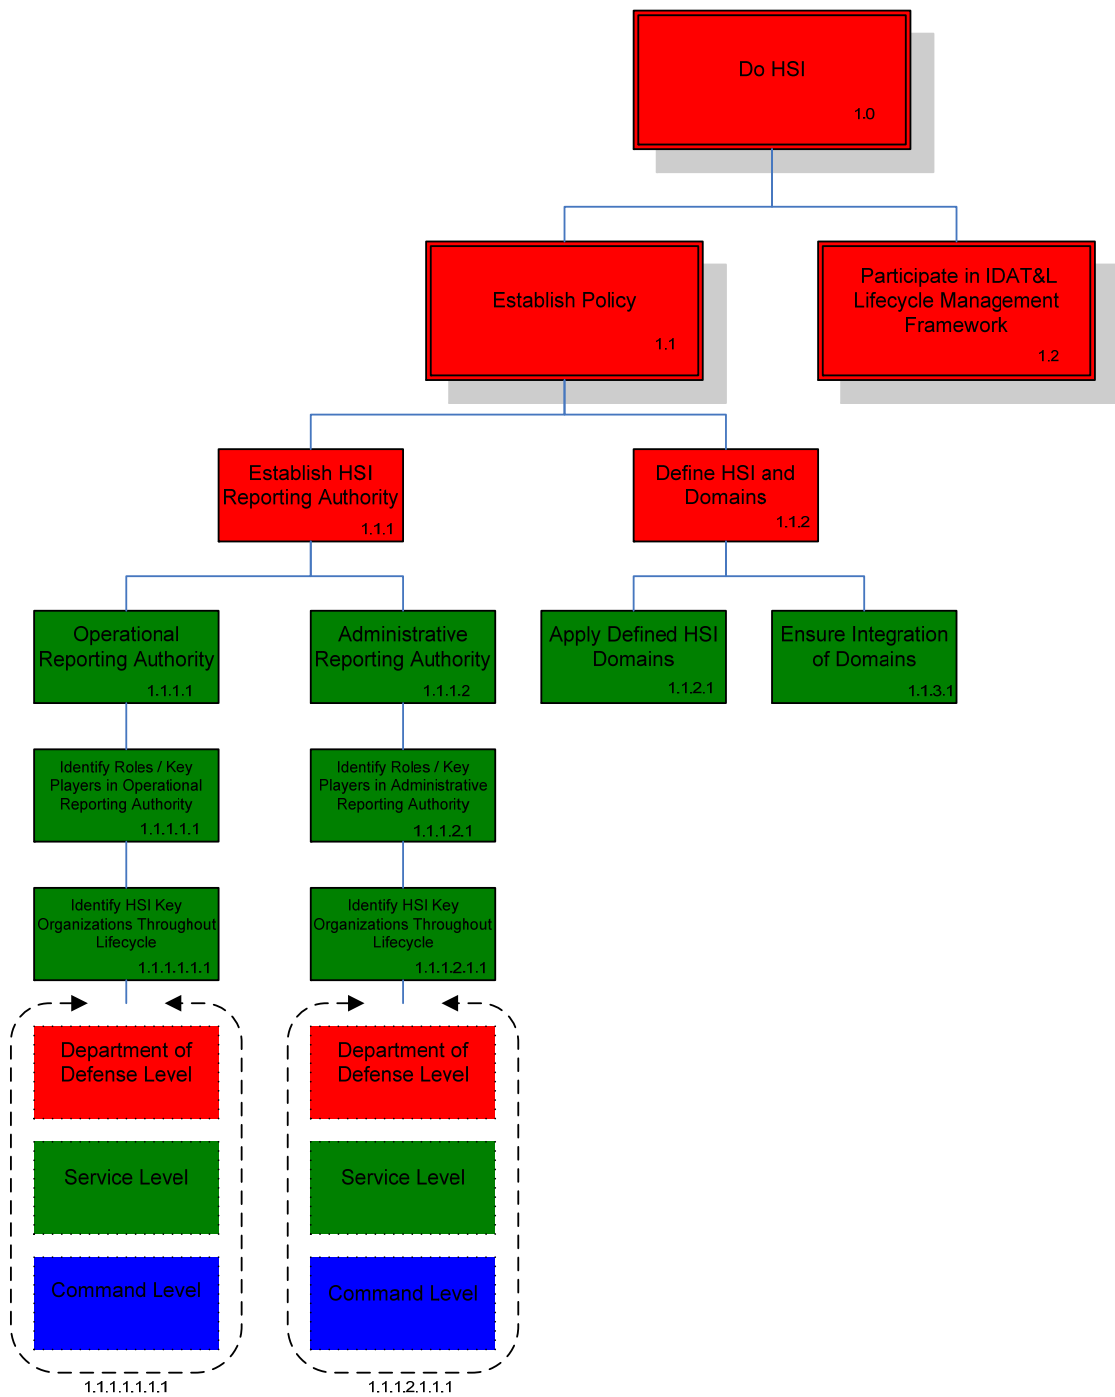 Do HSI
1.0
Establish Policy
1.1
Participate in IDAT&L
Lifecycle Management
Framework
1.2
Establish HSI
Reporting Authority
1.1.1
Define HSI and
Domains
1.1.2
Operational
Reporting Authority
1.1.1.1
Administrative
Reporting Authority
1.1.1.2
Apply Defined HSI
Domains
1.1.2.1
Ensure Integration
of Domains
1.1.3.1
Identify Roles / Key
Players in Operational
Reporting Authority
1.1.1.1.1
Identify Roles / Key
Players in Administrative
Reporting Authority
1.1.1.2.1
Identify HSI Key
Organizations Throughout
Lifecycle
1.1.1.1.1.1
Identify HSI Key
Organizations Throughout
Lifecycle
1.1.1.2.1.1
Department of
Defense Level
Service Level
Command Level
1.1.1.1.1.1.1
Department of
Defense Level
Service Level
Command Level
1.1.1.2.1.1.1